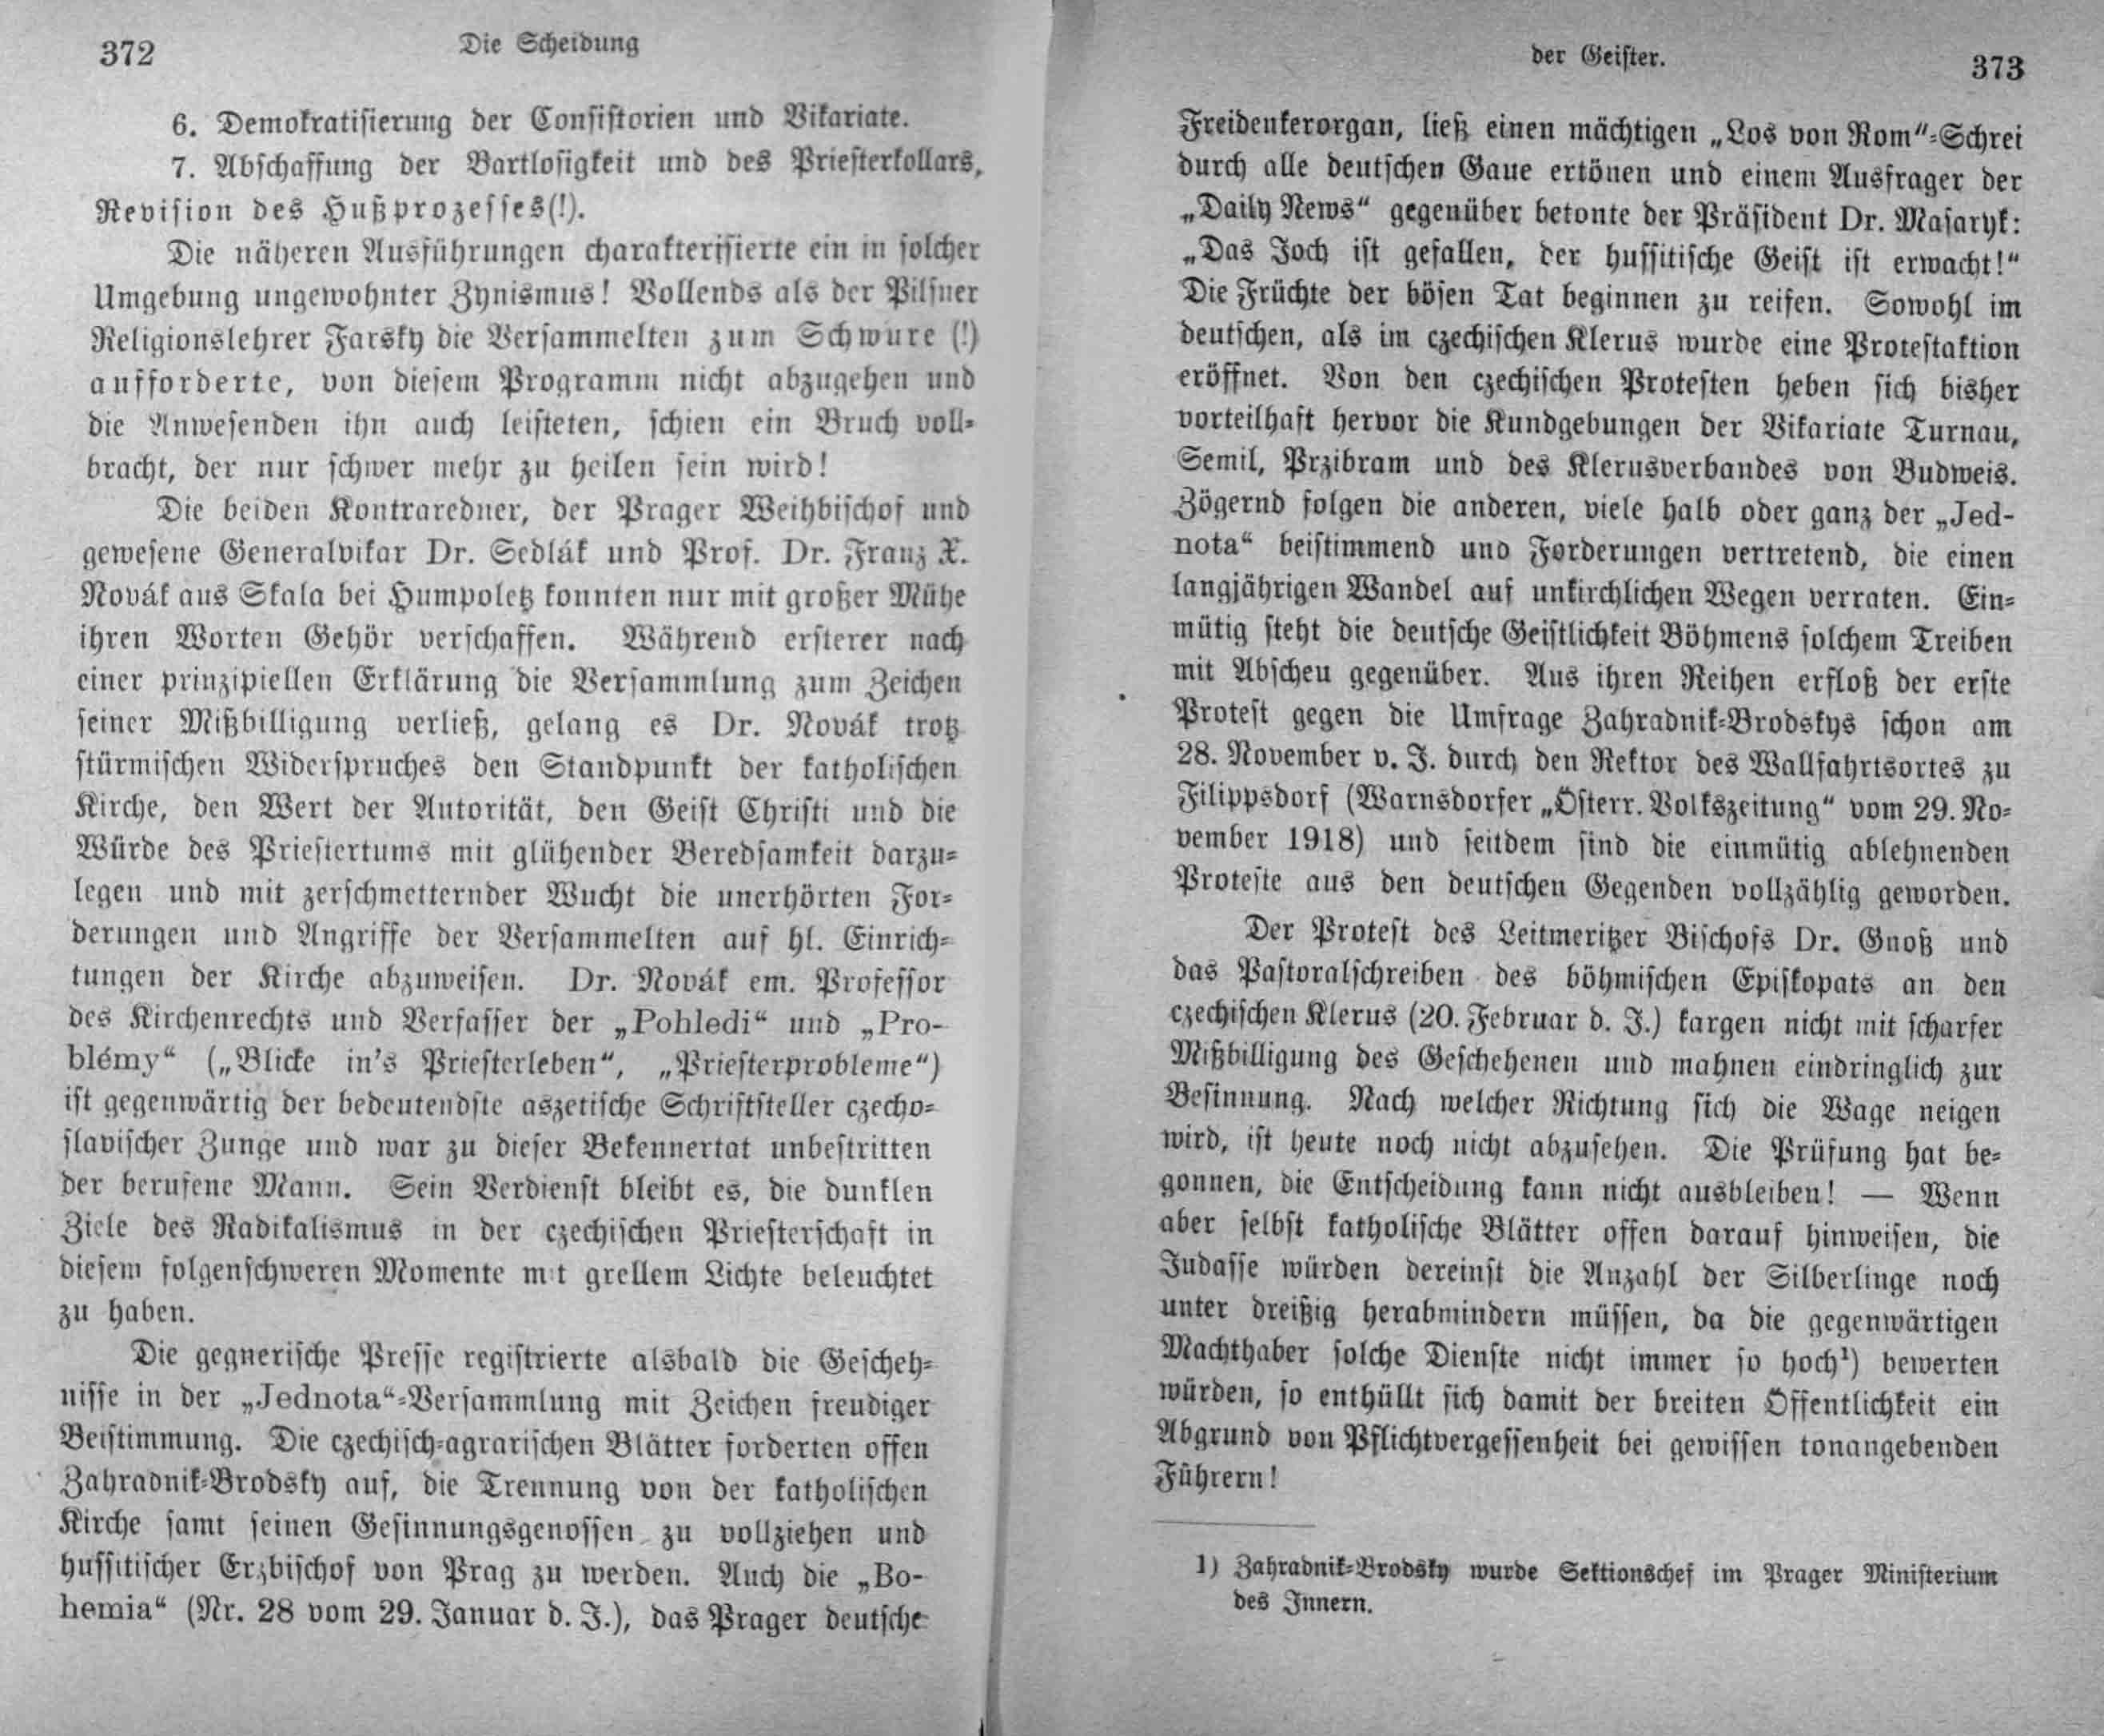 372
Die Scheidung
6. Demokratisierung der Consistorien und Vikariate.
7. Abschaffung der Bartlosigkeit und des Priesterkollars,
Revision des Hußprozesses(!).
Die näheren Ausführungen charakterisierte ein in solcher
Umgebung ungewohnter Zynismus! Vollends als der Pilsner
Religionslehrer Farsky die Versammelten zum Schwure (!)
aufforderte, von diesem Programm nicht abzugehen und
die Anwesenden ihn auch leisteten, schien ein Bruch voll-
bracht, der nur schwer mehr zu heilen sein wird!
Die beiden Kontraredner, der Prager Weihbischof und
gewesene Generalvikar Dr. Sedlák und Prof. Dr. Franz X.
Novák aus Skala bei Humpoletz konnten nur mit großer Mühe
ihren Worten Gehör verschaffen. Während ersterer nach
einer prinzipiellen Erklärung die Versammlung zum Zeichen
seiner Mißbilligung verließ, gelang es Dr. Novák trotz
stürmischen Widerspruches den Standpunkt der katholischen
Kirche, den Wert der Autorität, den Geist Christi und die
Würde des Priestertums mit glühender Beredsamkeit darzu-
legen und mit zerschmetternder Wucht die unerhörten For-
derungen und Angriffe der Versammelten auf hl. Einrich-
tungen der Kirche abzuweisen. Dr. Novák em. Professor
des Kirchenrechts und Verfasser der „Pohledi“ und „Pro-
blémy“ („Blicke in's Priesterleben“, „Priesterprobleme“)
ist gegenwärtig der bedeutendste aszetische Schriftsteller czecho-
slavischer Zunge und war zu dieser Bekennertat unbestritten
der berufene Mann. Sein Verdienst bleibt es, die dunklen
Ziele des Radikalismus in der czechischen Priesterschaft in
diesem folgenschweren Momente mit grellem Lichte beleuchtet
zu haben.
Die gegnerische Presse registrierte alsbald die Gescheh-
nisse in der „Jednota“-Versammlung mit Zeichen freudiger
Beistimmung. Die czechisch-agrarischen Blätter forderten offen
Zahradnik-Brodsky auf, die Trennung von der katholischen
Kirche samt seinen Gesinnungsgenossen zu vollziehen und
hussitischer Erzbischof von Prag zu werden. Auch die „Bo-
hemia“ (Nr. 28 vom 29. Januar d. J.), das Prager deutsche
der Geister.
373
Freidenkerorgan, ließ einen mächtigen „Los von Rom“-Schrei
durch alle deutschen Gaue ertönen und einem Ausfrager der
„Daily News“ gegenüber betonte der Präsident Dr. Masaryk:
„Das Joch ist gefallen, der hussitische Geist ist erwacht!“
Die Früchte der bösen Tat beginnen zu reifen. Sowohl im
deutschen, als im czechischen Klerus wurde eine Protestaktion
eröffnet. Von den czechischen Protesten heben sich bisher
vorteilhaft hervor die Kundgebungen der Vikariate Turnau,
Semil, Przibram und des Klerusverbandes von Budweis.
Zögernd folgen die anderen, viele halb oder ganz der „Jed-
nota“ beistimmend und Forderungen vertretend, die einen
langjährigen Wandel auf unkirchlichen Wegen verraten. Ein-
mütig steht die deutsche Geistlichkeit Böhmens solchem Treiben
mit Abscheu gegenüber. Aus ihren Reihen erfloß der erste
Protest gegen die Umfrage Zahradnik-Brodskys schon am
28. November v. J. durch den Rektor des Wallfahrtsortes zu
Filippsdorf (Warnsdorfer „Österr. Volkszeitung“ vom 29. No-
vember 1918) und seitdem sind die einmütig ablehnenden
Proteste aus den deutschen Gegenden vollzählig geworden.
Der Protest des Leitmeritzer Bischofs Dr. Gnoß und
das Pastoralschreiben des böhmischen Episkopats an den
czechischen Klerus (20. Februar d. J.) kargen nicht mit scharfer
Mißbilligung des Geschehenen und mahnen eindringlich zur
Besinnung. Nach welcher Richtung sich die Wage neigen
wird, ist heute noch nicht abzusehen. Die Prüfung hat be-
gonnen, die Entscheidung kann nicht ausbleiben! — Wenn
aber selbst katholische Blätter offen darauf hinweisen, die
Judasse würden dereinst die Anzahl der Silberlinge noch
unter dreißig herabmindern müssen, da die gegenwärtigen
Machthaber solche Dienste nicht immer so hoch¹) bewerten
würden, so enthüllt sich damit der breiten Öffentlichkeit ein
Abgrund von Pflichtvergessenheit bei gewissen tonangebenden
Führern!
1) Zahradnik-Brodsky wurde Sektionschef im Prager Ministerium
des Innern.